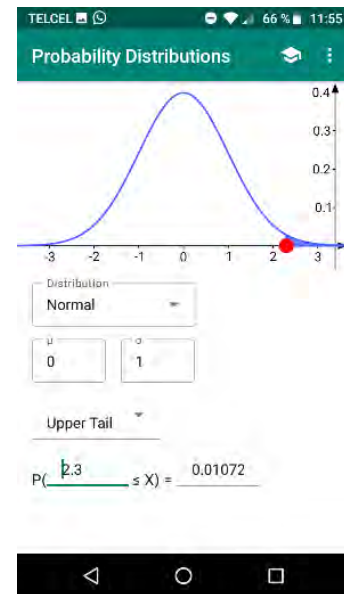 TELCEL 66 % 11:55
Probability Distributions
0.4
0.3
0.2
0.1
-3 -2 -1 0 1 2 3
Distribution
Normal
μ σ
0 1
Upper Tail
P( 2.3 ≤ X) = 0.01072